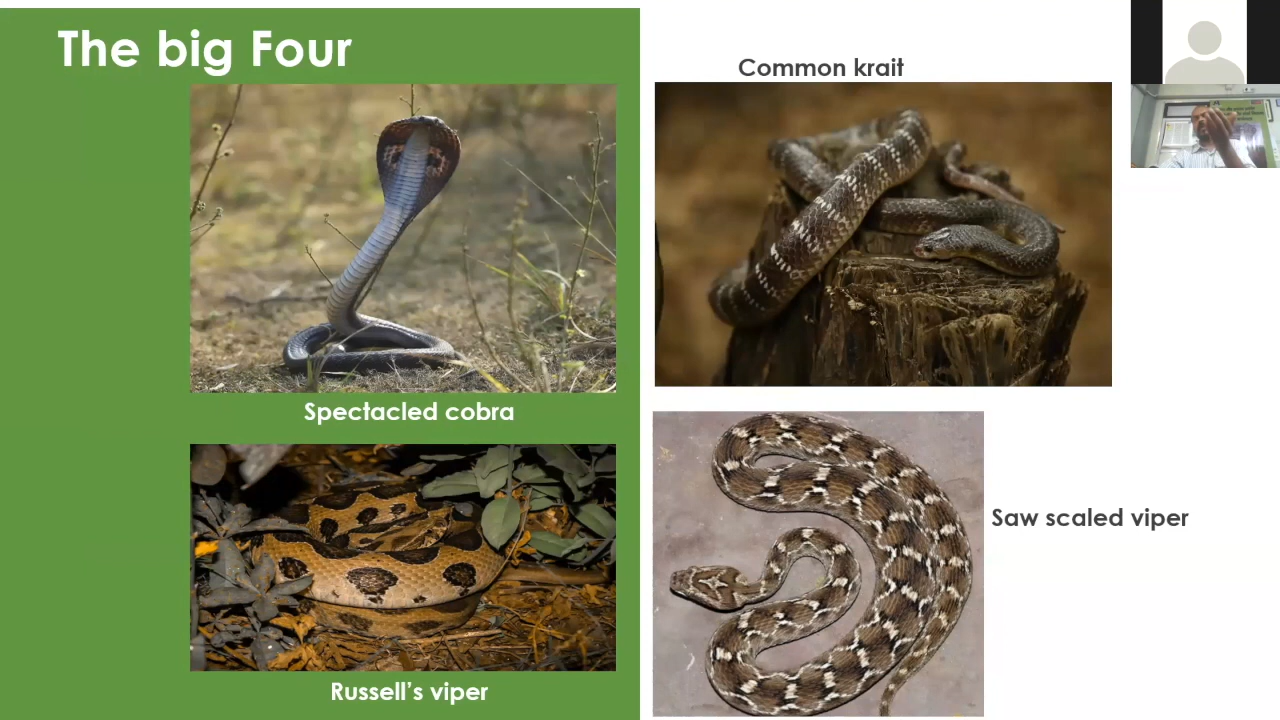 The big Four
Common krait
Spectacled cobra
Saw scaled viper
Russell's viper